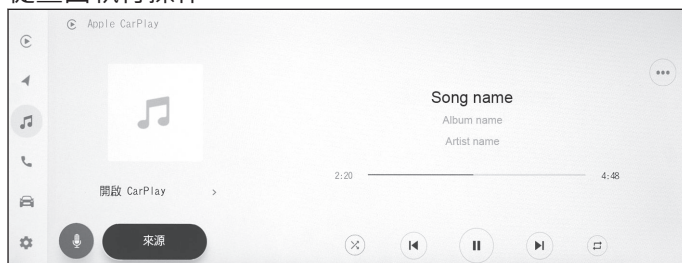 從畫面執行操作
Apple CarPlay
Song name
Album name
Artist name
2:20
4:48
開啟 CarPlay
來源